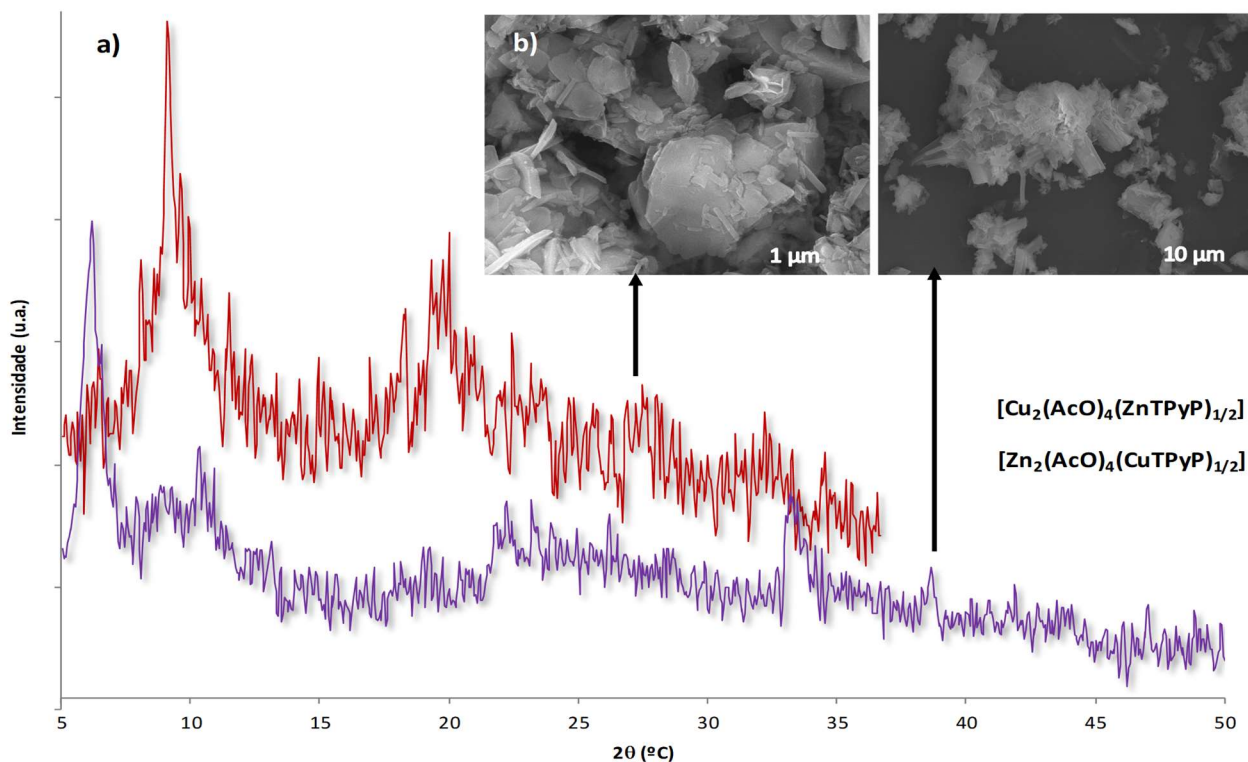 a)
b)
1 µm
10 µm
Intensidade (u.a.)
[Cu₂(AcO)₄(ZnTPyP)₁/₂]
[Zn₂(AcO)₄(CuTPyP)₁/₂]
5 10 15 20 25 30 35 40 45 50
2θ (ºC)